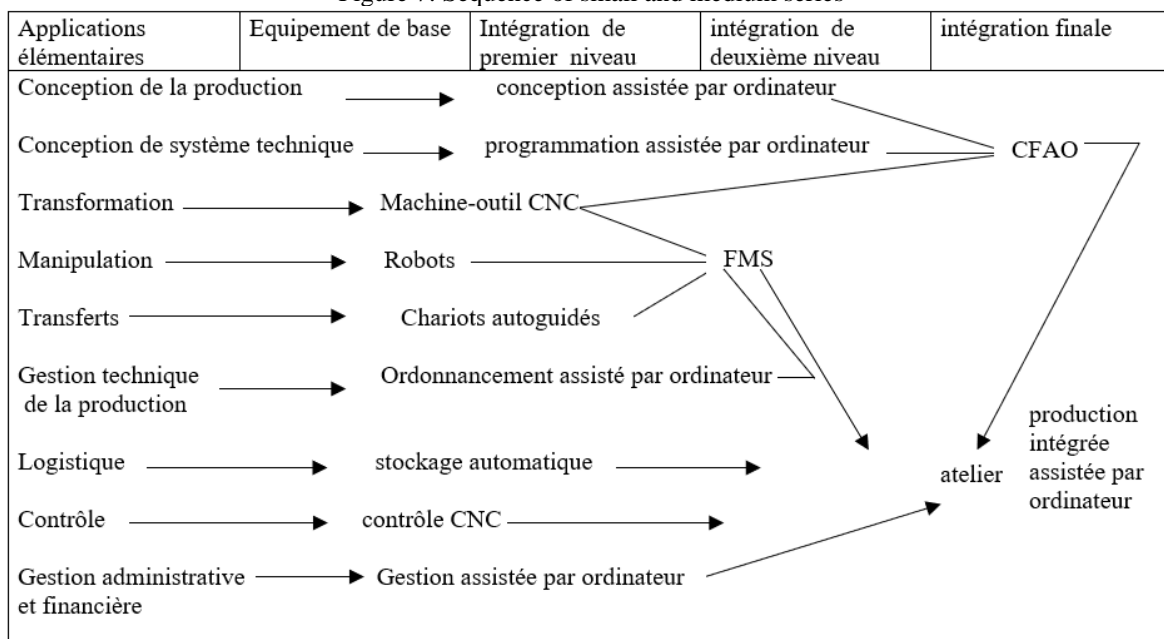 Applications
élémentaires
Equipement de base
Intégration de
premier niveau
intégration de
deuxième niveau
intégration finale
Conception de la production
conception assistée par ordinateur
Conception de système technique
programmation assistée par ordinateur
CFAO
Transformation
Machine-outil CNC
Manipulation
Robots
FMS
Transferts
Chariots autoguidés
Gestion technique
de la production
Ordonnancement assisté par ordinateur
Logistique
stockage automatique
atelier
production
intégrée
assistée par
ordinateur
Contrôle
contrôle CNC
Gestion administrative
et financière
Gestion assistée par ordinateur